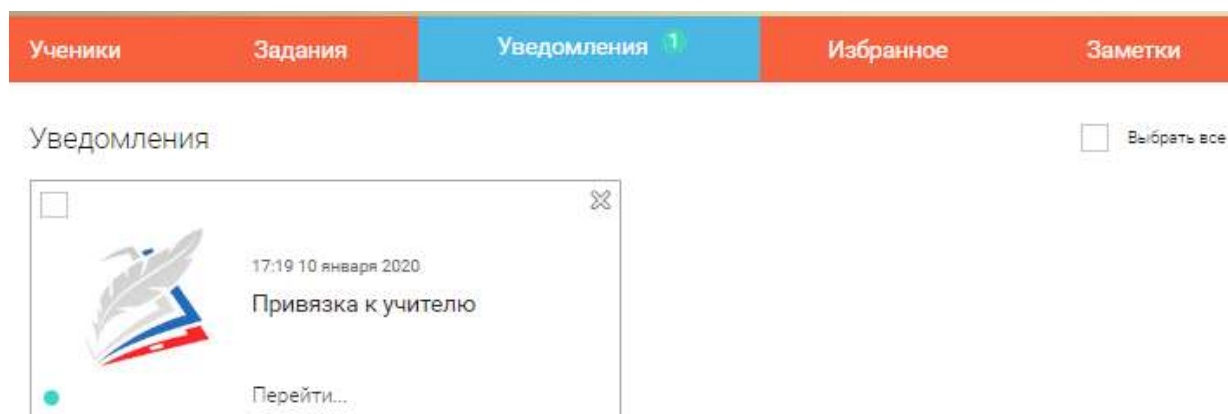 Ученики Задания Уведомления 1 Избранное Заметки
Уведомления Выбрать все
17:19 10 января 2020
Привязка к учителю
Перейти...